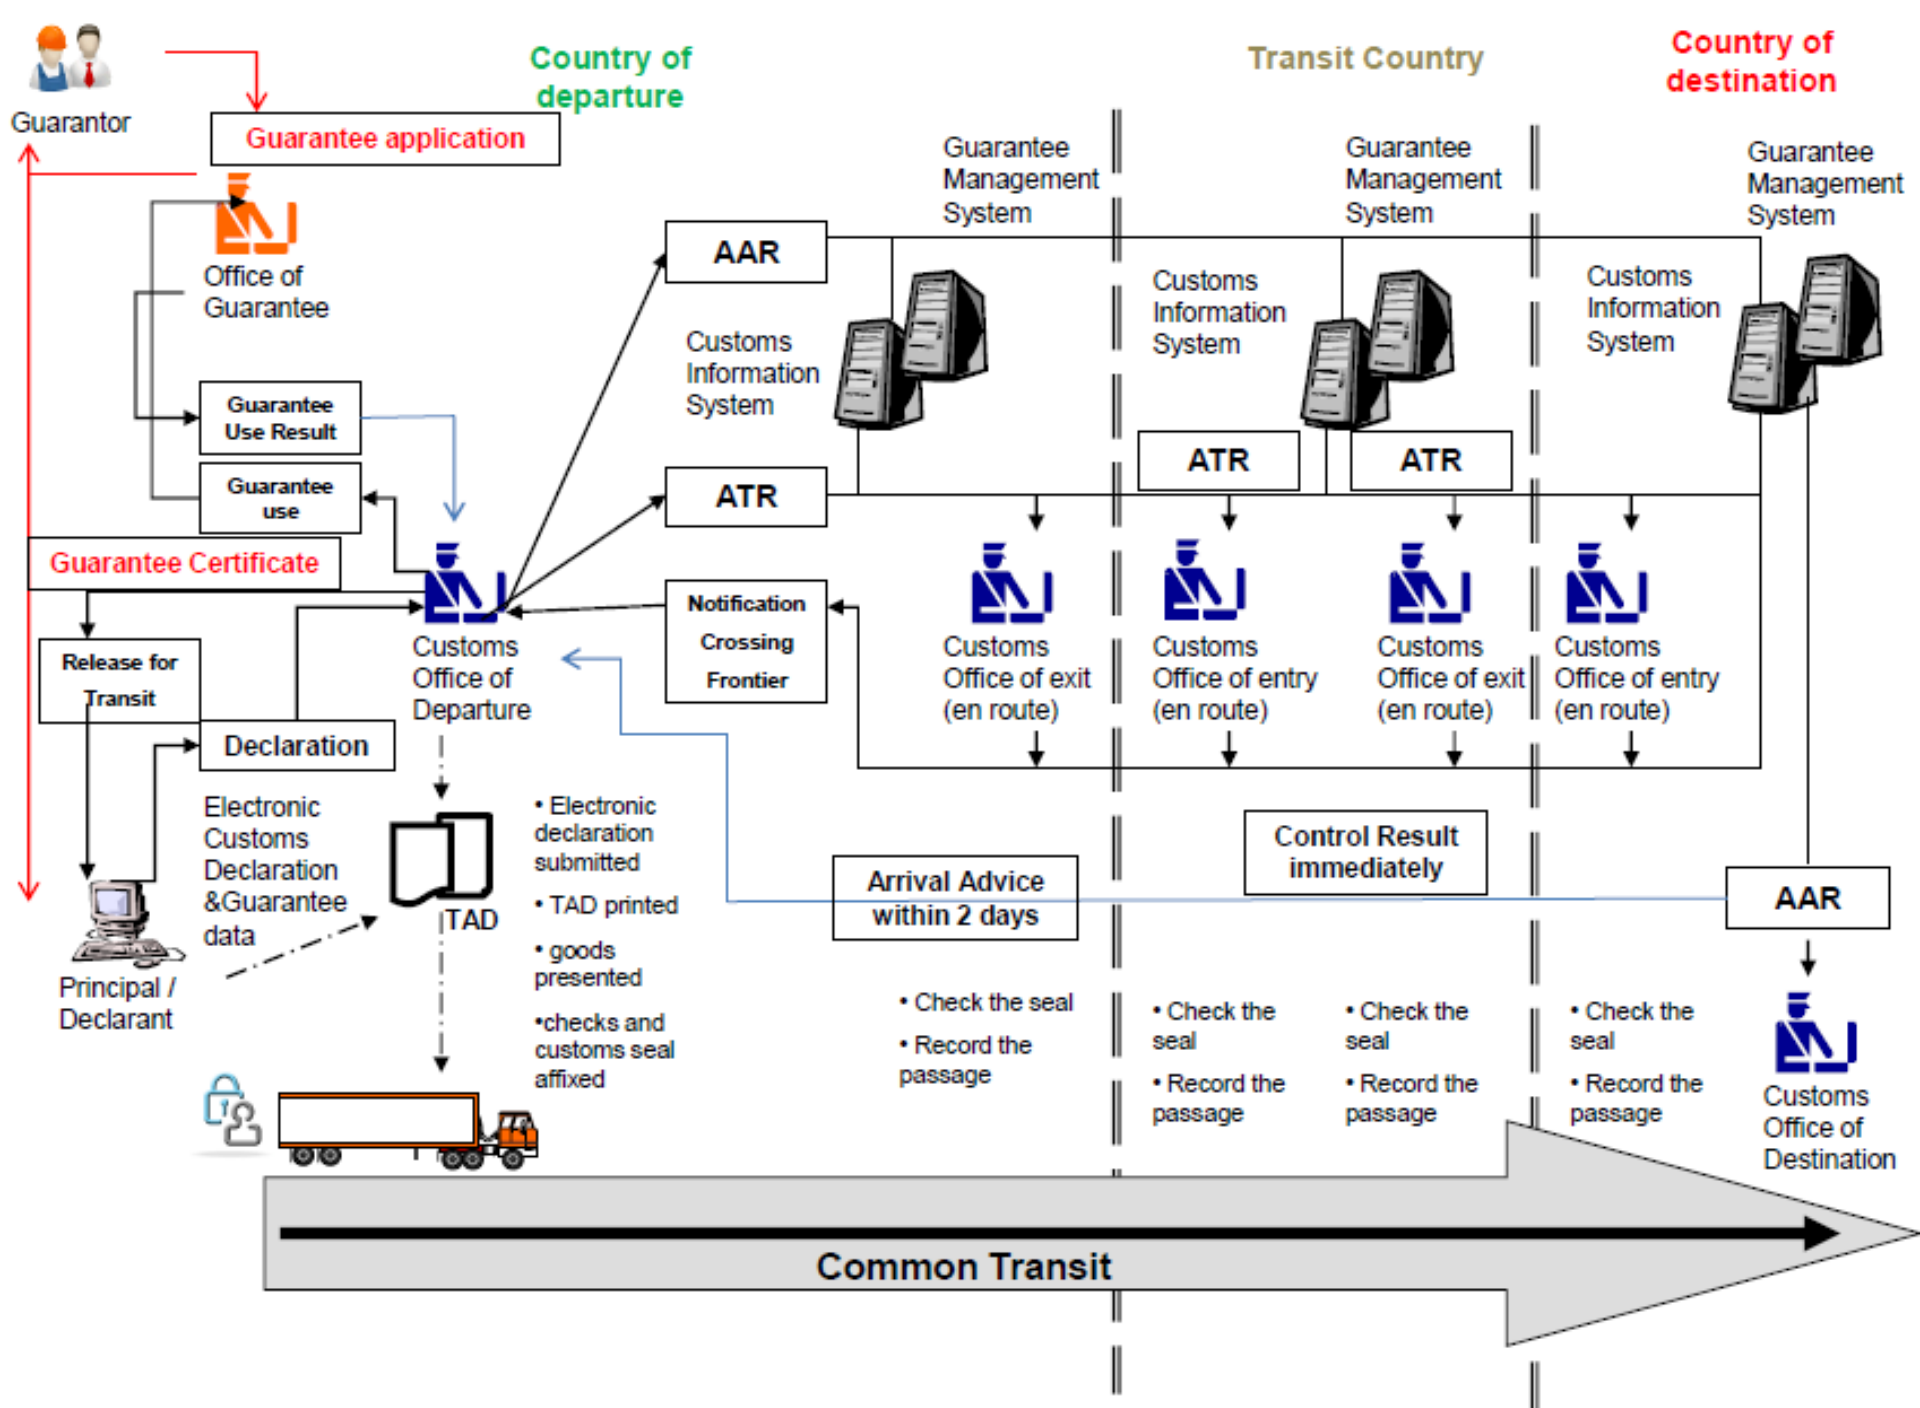 Country of
departure
Transit Country
Country of
destination
Guarantor
Guarantee application
Guarantee
Management
System
Guarantee
Management
System
Guarantee
Management
System
AAR
Office of
Guarantee
Customs
Information
System
Customs
Information
System
Customs
Information
System
Guarantee
Use Result
Guarantee
use
ATR
ATR
ATR
Guarantee Certificate
Release for
Transit
Declaration
Customs
Office of
Departure
Notification
Crossing
Frontier
Customs
Office of exit
(en route)
Customs
Office of entry
(en route)
Customs
Office of exit
(en route)
Customs
Office of entry
(en route)
Electronic
Customs
Declaration
&Guarantee
data
TAD
• Electronic
declaration
submitted
• TAD printed
• goods
presented
•checks and
customs seal
affixed
Arrival Advice
within 2 days
Control Result
immediately
AAR
Principal /
Declarant
• Check the seal
• Record the
passage
• Check the
seal
• Record the
passage
• Check the
seal
• Record the
passage
• Check the
seal
• Record the
passage
Customs
Office of
Destination
Common Transit